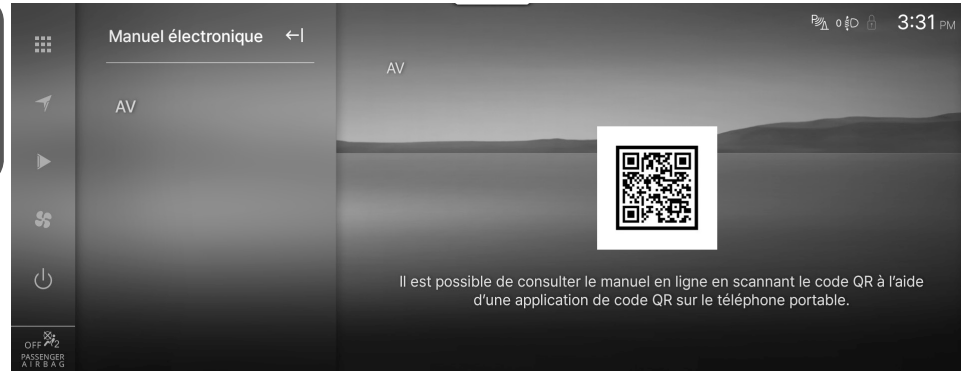 3:31 PM
Manuel électronique
AV
AV
Il est possible de consulter le manuel en ligne en scannant le code QR à l'aide
d'une application de code QR sur le téléphone portable.
OFF 2
PASSENGER
AIRBAG